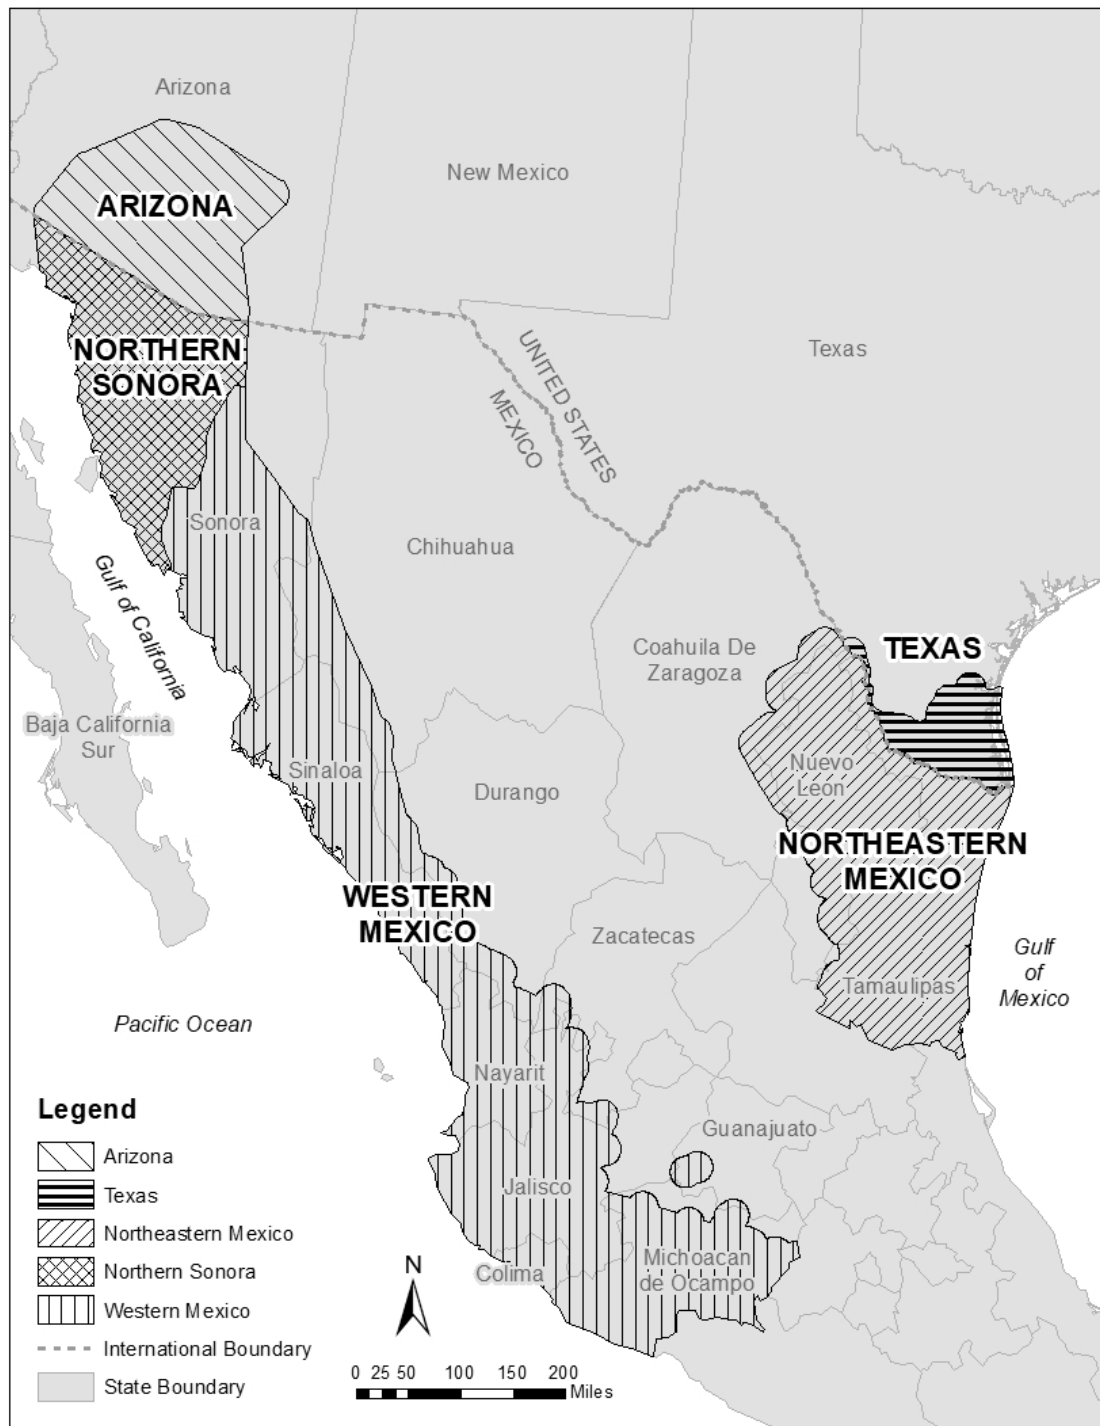 Arizona
New Mexico
ARIZONA
NORTHERN
SONORA
UNITED STATES
MEXICO
Texas
Sonora
Chihuahua
Gulf of California
Coahuila De
Zaragoza
TEXAS
Baja California
Sur
Sinaloa
Durango
Nuevo
Leon
NORTHEASTERN
MEXICO
WESTERN
MEXICO
Zacatecas
Tamaulipas
Gulf
of
Mexico
Pacific Ocean
Nayarit
Guanajuato
Jalisco
Colima
Michoacan
de Ocampo
Legend
Arizona
Texas
Northeastern Mexico
Northern Sonora
Western Mexico
International Boundary
State Boundary
N
0 25 50 100 150 200
Miles